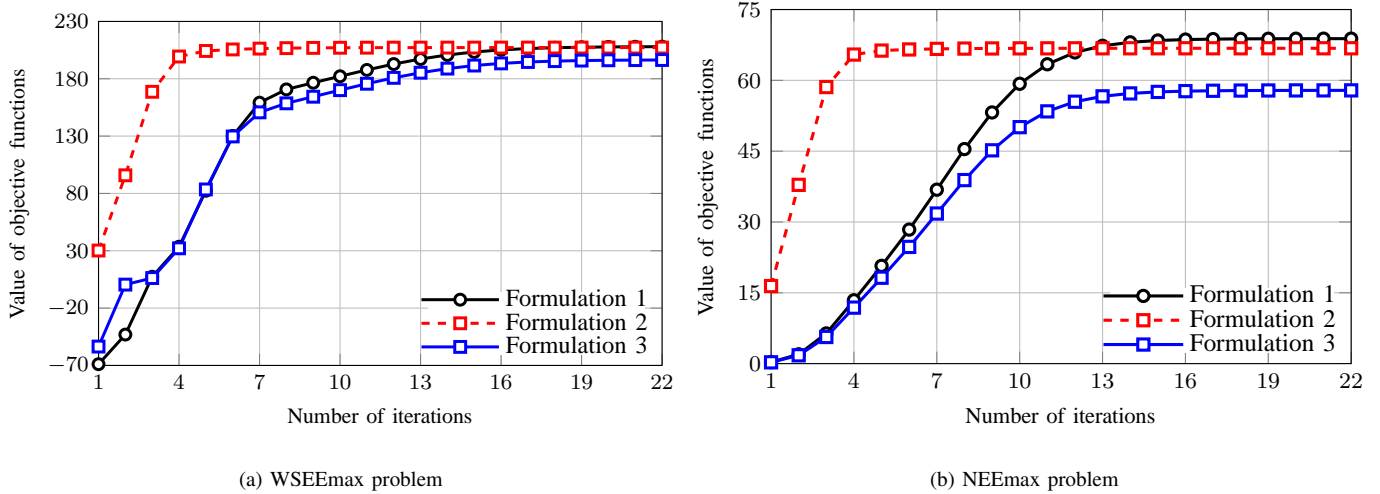 230
180
130
80
30
−20
−70
Value of objective functions
1 4 7 10 13 16 19 22
Number of iterations
Formulation 1
Formulation 2
Formulation 3
(a) WSEEmax problem
75
60
45
30
15
0
Value of objective functions
1 4 7 10 13 16 19 22
Number of iterations
Formulation 1
Formulation 2
Formulation 3
(b) NEEmax problem